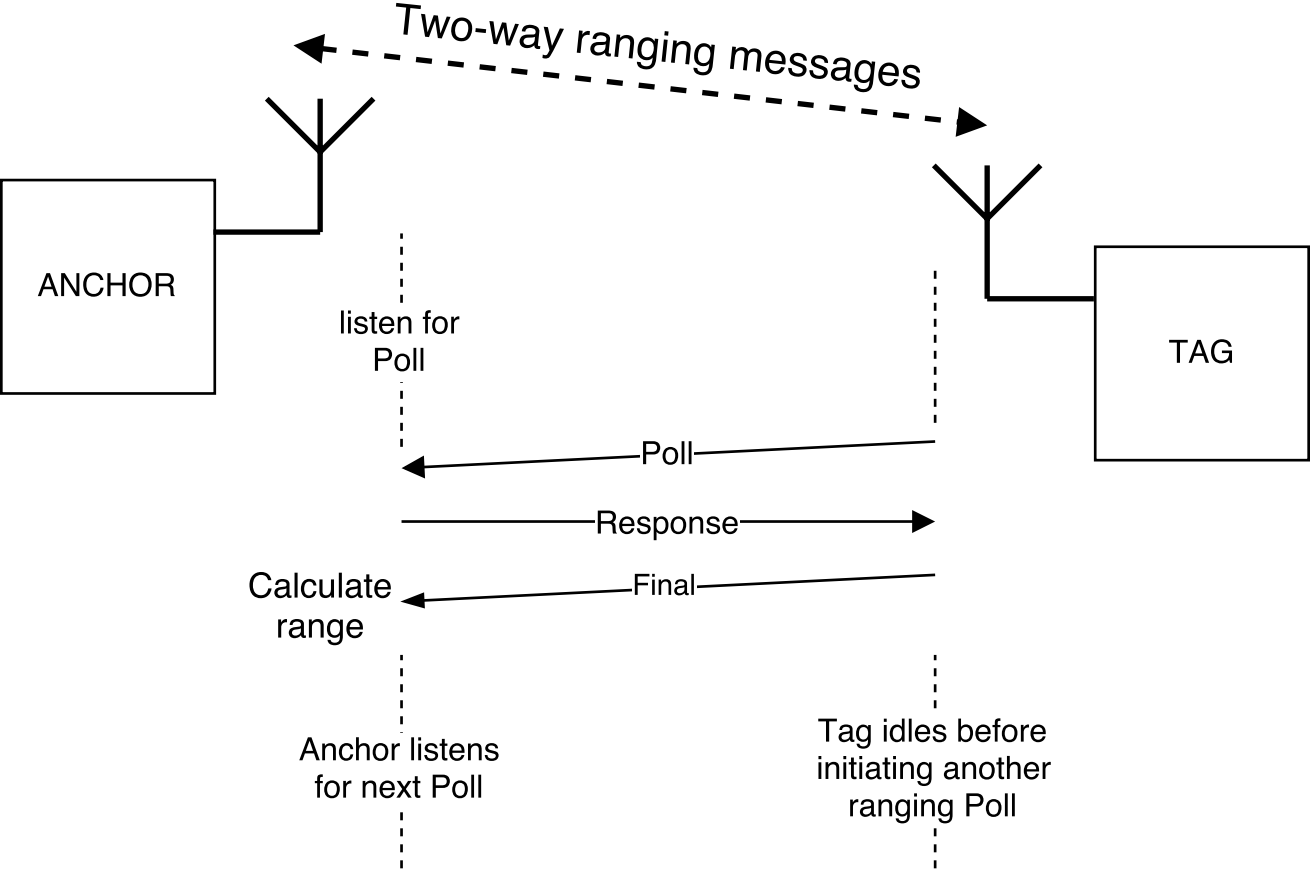 Two-way ranging messages
ANCHOR
listen for
Poll
TAG
Poll
Response
Final
Calculate
range
Anchor listens
for next Poll
Tag idles before
initiating another
ranging Poll